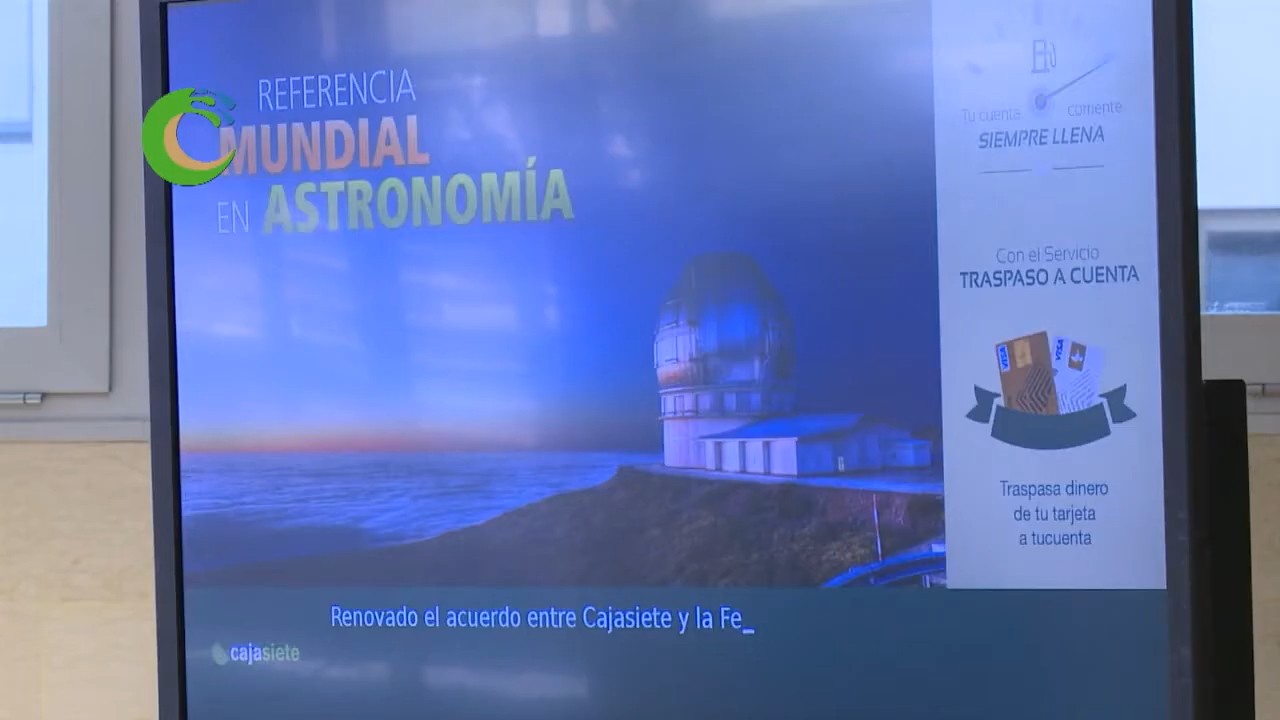 REFERENCIA
MUNDIAL
EN ASTRONOMÍA
Tu cuenta corriente
SIEMPRE LLENA
Con el Servicio
TRASPASO A CUENTA
VISA
VISA
Traspasa dinero
de tu tarjeta
a tucuenta
Renovado el acuerdo entre Cajasiete y la Fe_
cajasiete